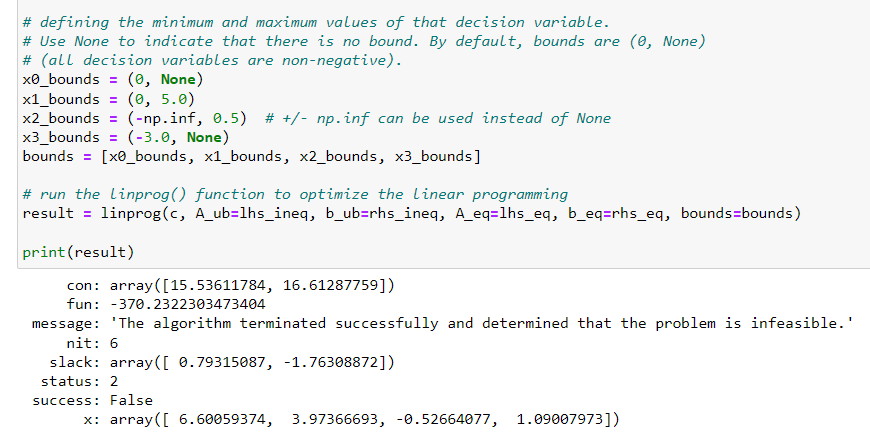 # defining the minimum and maximum values of that decision variable.
# Use None to indicate that there is no bound. By default, bounds are (0, None)
# (all decision variables are non-negative).
x0_bounds = (0, None)
x1_bounds = (0, 5.0)
x2_bounds = (-np.inf, 0.5)  # +/- np.inf can be used instead of None
x3_bounds = (-3.0, None)
bounds = [x0_bounds, x1_bounds, x2_bounds, x3_bounds]

# run the linprog() function to optimize the linear programming
result = linprog(c, A_ub=lhs_ineq, b_ub=rhs_ineq, A_eq=lhs_eq, b_eq=rhs_eq, bounds=bounds)

print(result)
     con: array([15.53611784, 16.61287759])
     fun: -370.2322303473404
 message: 'The algorithm terminated successfully and determined that the problem is infeasible.'
     nit: 6
   slack: array([ 0.79315087, -1.76308872])
  status: 2
 success: False
       x: array([ 6.60059374,  3.97366693, -0.52664077,  1.09007973])